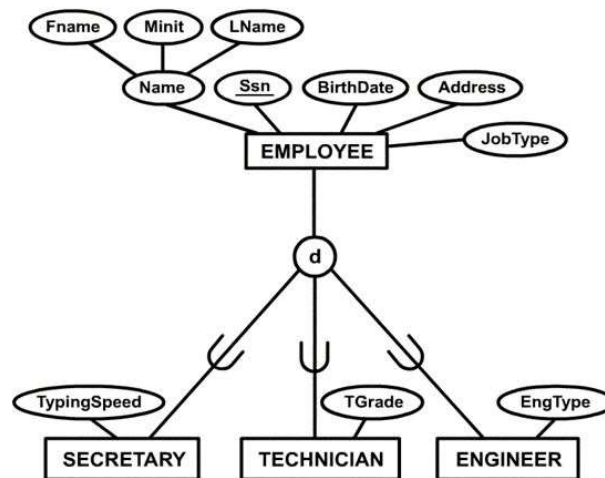 Fname Minit LName
Name Ssn BirthDate Address
EMPLOYEE JobType
d
TypingSpeed TGrade EngType
SECRETARY TECHNICIAN ENGINEER